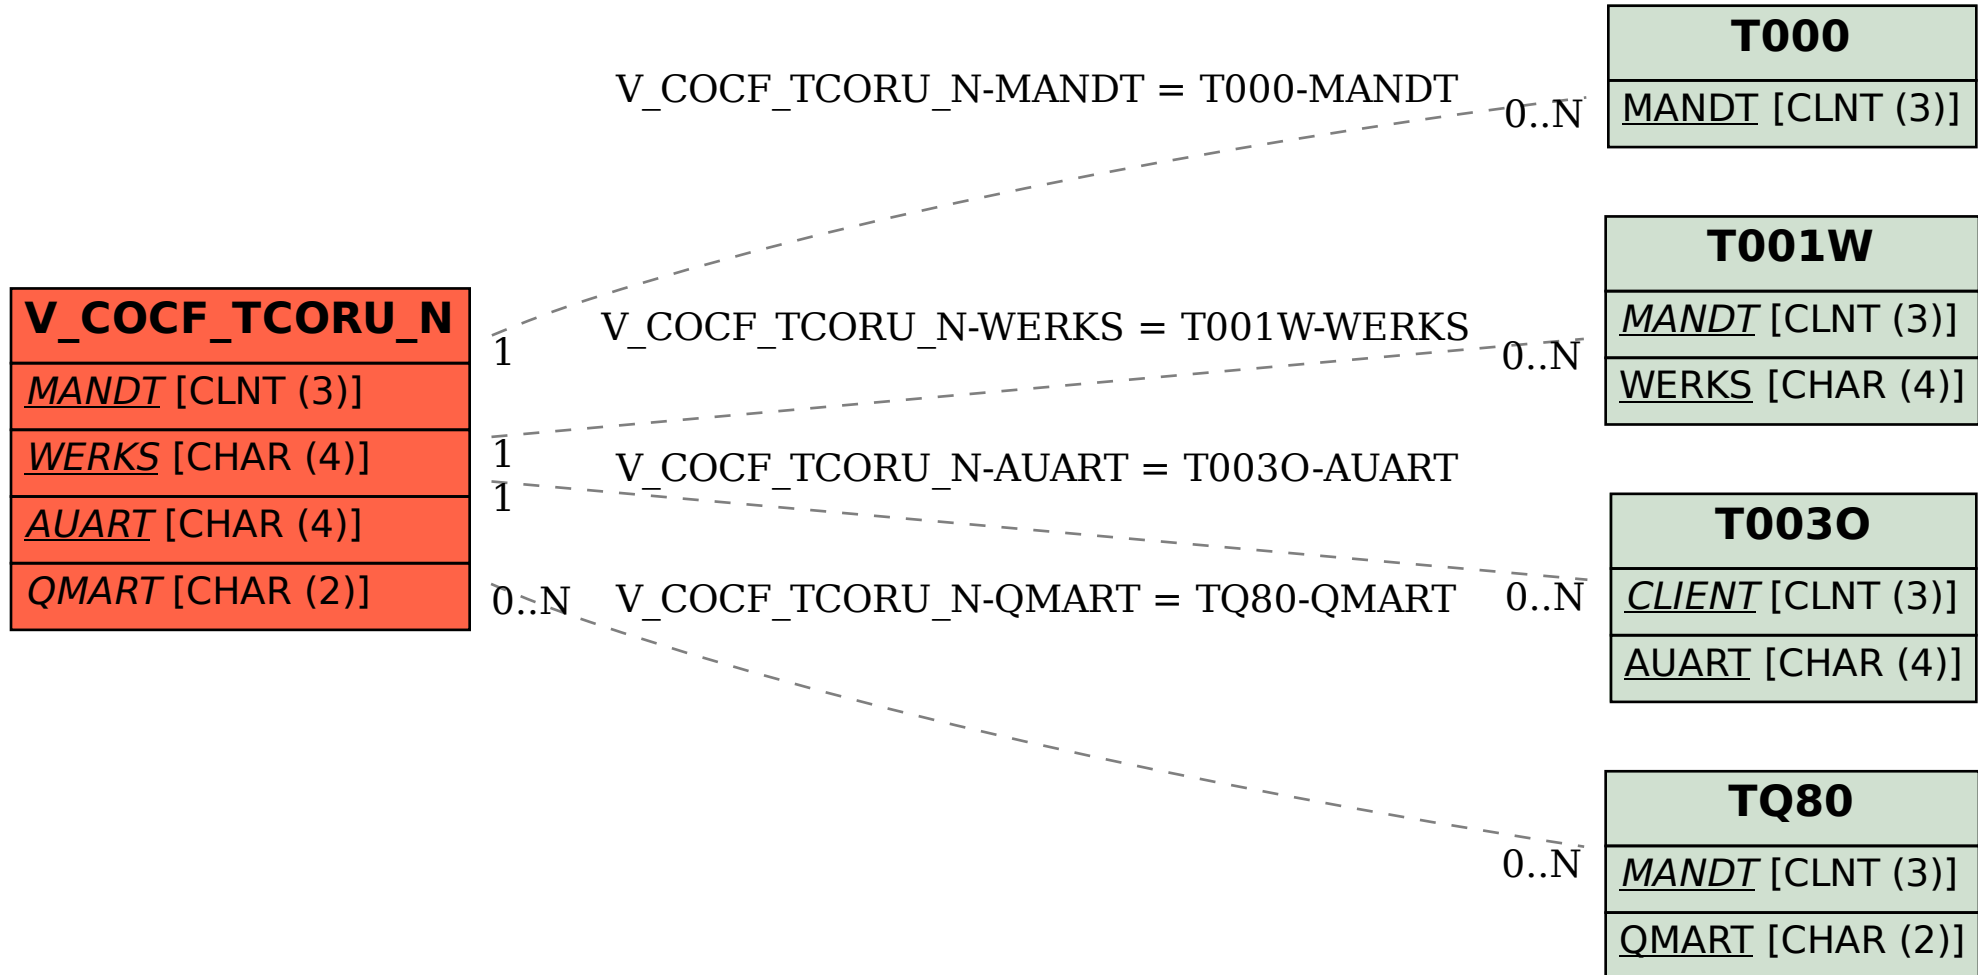 T000
MANDT [CLNT (3)]
V_COCF_TCORU_N-MANDT = T000-MANDT
0..N
T001W
MANDT [CLNT (3)]
WERKS [CHAR (4)]
V_COCF_TCORU_N
MANDT [CLNT (3)]
WERKS [CHAR (4)]
AUART [CHAR (4)]
QMART [CHAR (2)]
1
V_COCF_TCORU_N-WERKS = T001W-WERKS
0..N
1
V_COCF_TCORU_N-AUART = T003O-AUART
1
T003O
CLIENT [CLNT (3)]
AUART [CHAR (4)]
0..N
V_COCF_TCORU_N-QMART = TQ80-QMART
0..N
TQ80
MANDT [CLNT (3)]
QMART [CHAR (2)]
0..N